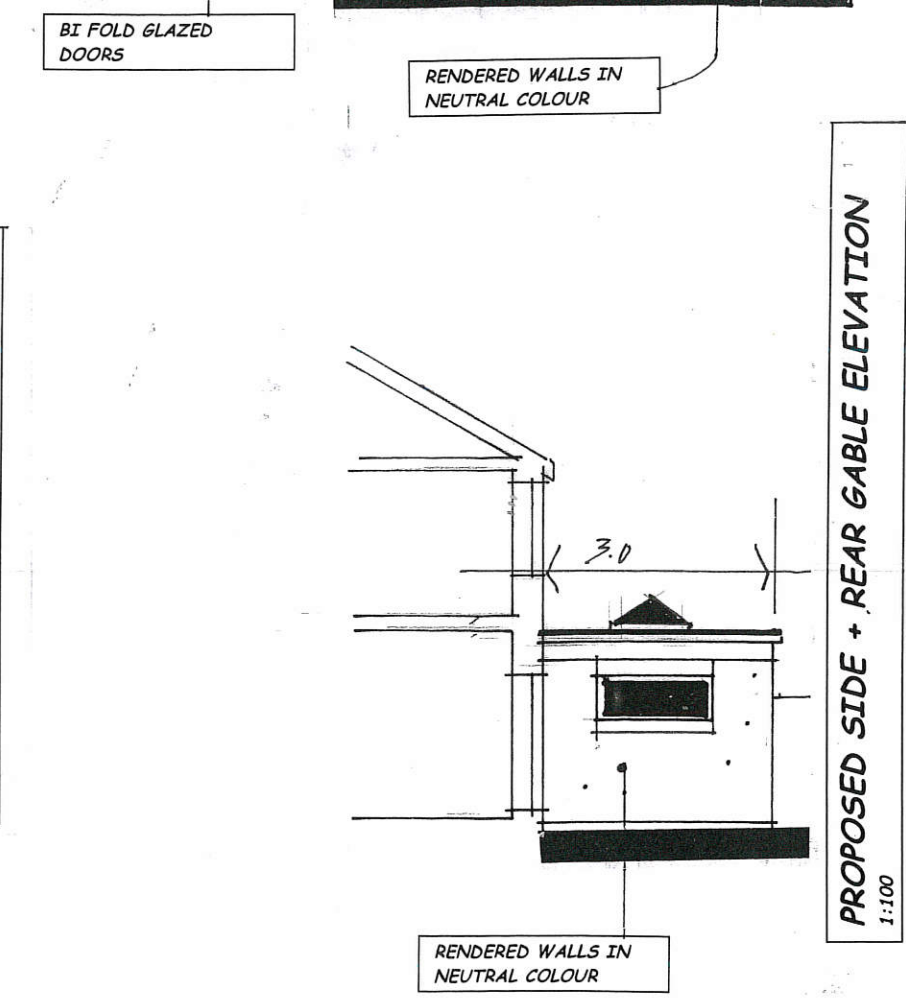 BI FOLD GLAZED
DOORS
RENDERED WALLS IN
NEUTRAL COLOUR
3.0
RENDERED WALLS IN
NEUTRAL COLOUR
PROPOSED SIDE + REAR GABLE ELEVATION
1:100